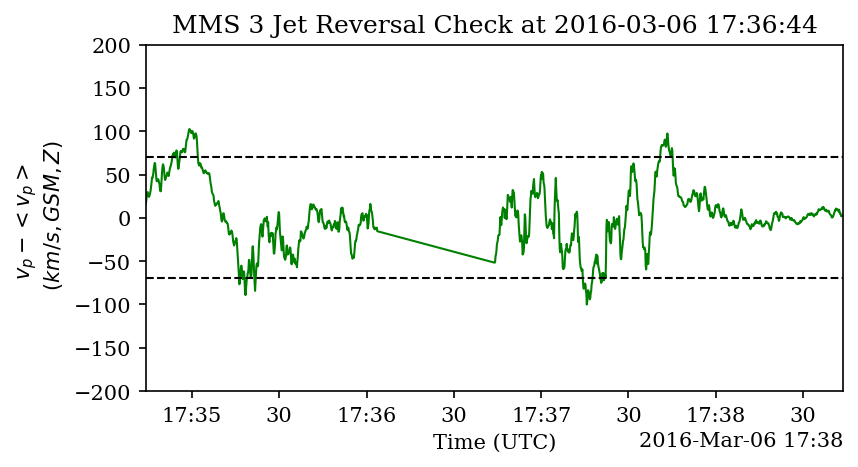 MMS 3 Jet Reversal Check at 2016-03-06 17:36:44
200
150
100
50
0
−50
−100
−150
−200
v_p − < v_p >
(km/s, GSM, Z)
17:35 30 17:36 30 17:37 30 17:38 30
Time (UTC) 2016-Mar-06 17:38